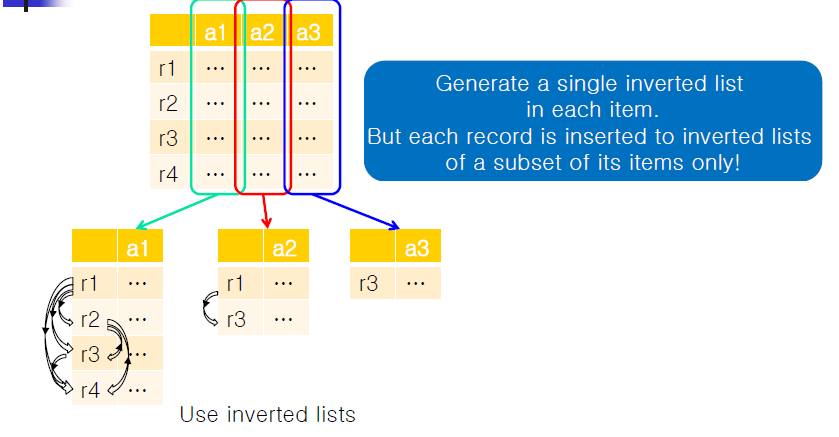 a1 a2 a3
r1 ... ... ...
r2 ... ... ...
r3 ... ... ...
r4 ... ... ...
Generate a single inverted list
in each item.
But each record is inserted to inverted lists
of a subset of its items only!
a1
r1 ...
r2 ...
r3 ...
r4 ...
a2
r1 ...
r3 ...
a3
r3 ...
Use inverted lists